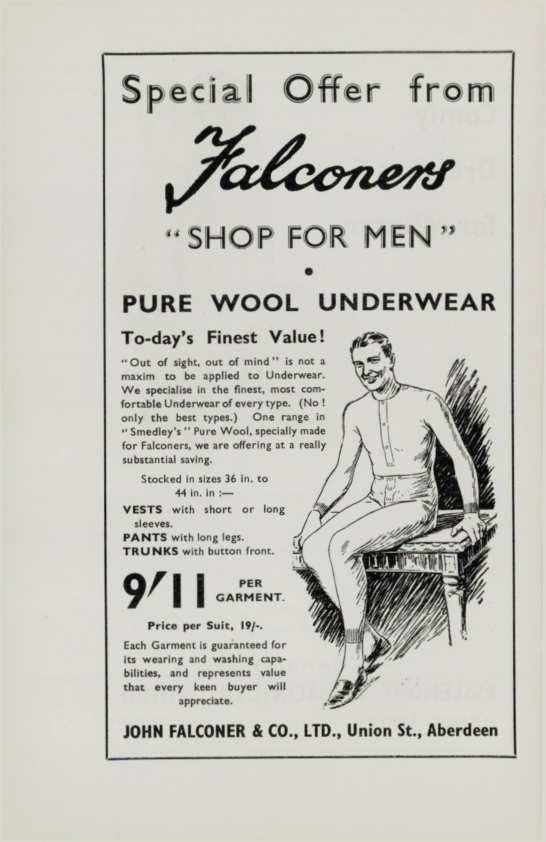 Special Offer from
Falconers
"SHOP FOR MEN"
•
PURE WOOL UNDERWEAR
To-day's Finest Value!
"Out of sight, out of mind" is not a
maxim to be applied to Underwear.
We specialise in the finest, most com-
fortable Underwear of every type. (No!
only the best types.) One range in
"Smedley's" Pure Wool, specially made
for Falconers, we are offering at a really
substantial saving.
Stocked in sizes 36 in. to
44 in. in :—
VESTS with short or long
sleeves.
PANTS with long legs.
TRUNKS with button front.
9/11 PER
GARMENT.
Price per Suit, 19/-.
Each Garment is guaranteed for
its wearing and washing capa-
bilities, and represents value
that every keen buyer will
appreciate.
JOHN FALCONER & CO., LTD., Union St., Aberdeen